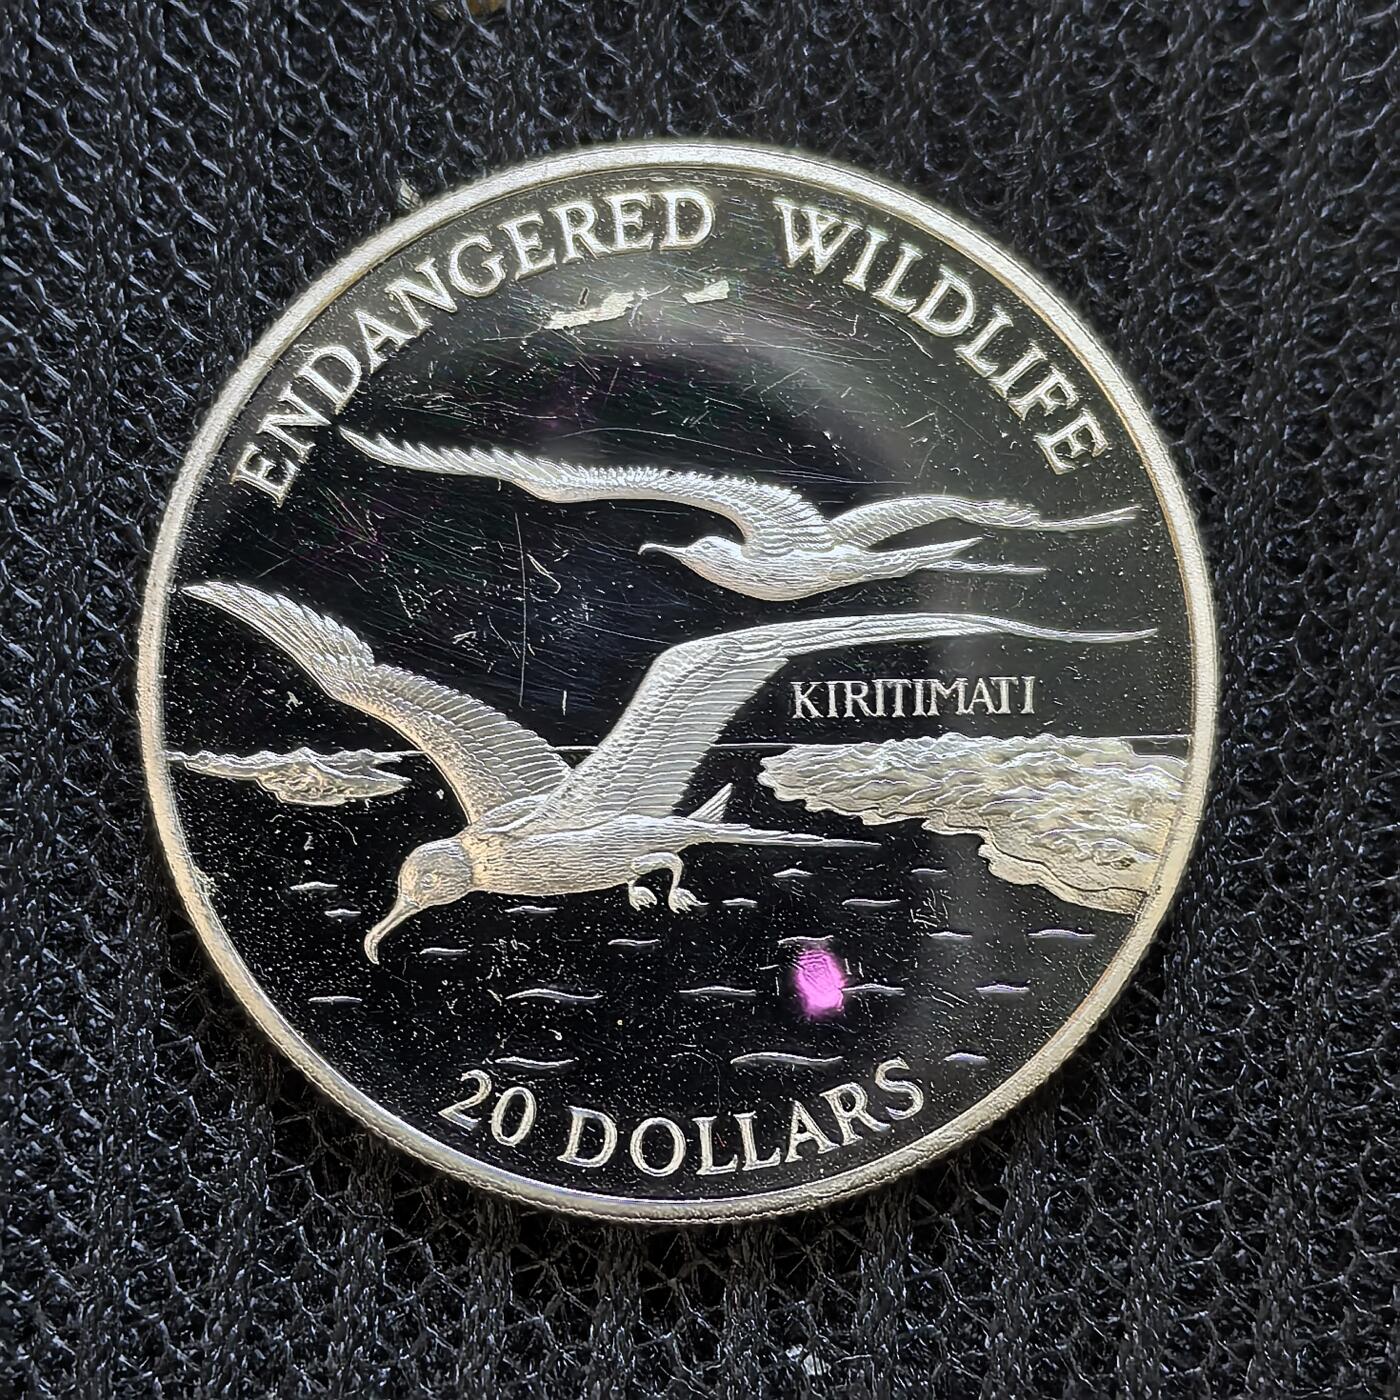 ENDANGERED WILDLIFE
KIRITIMATI
20 DOLLARS